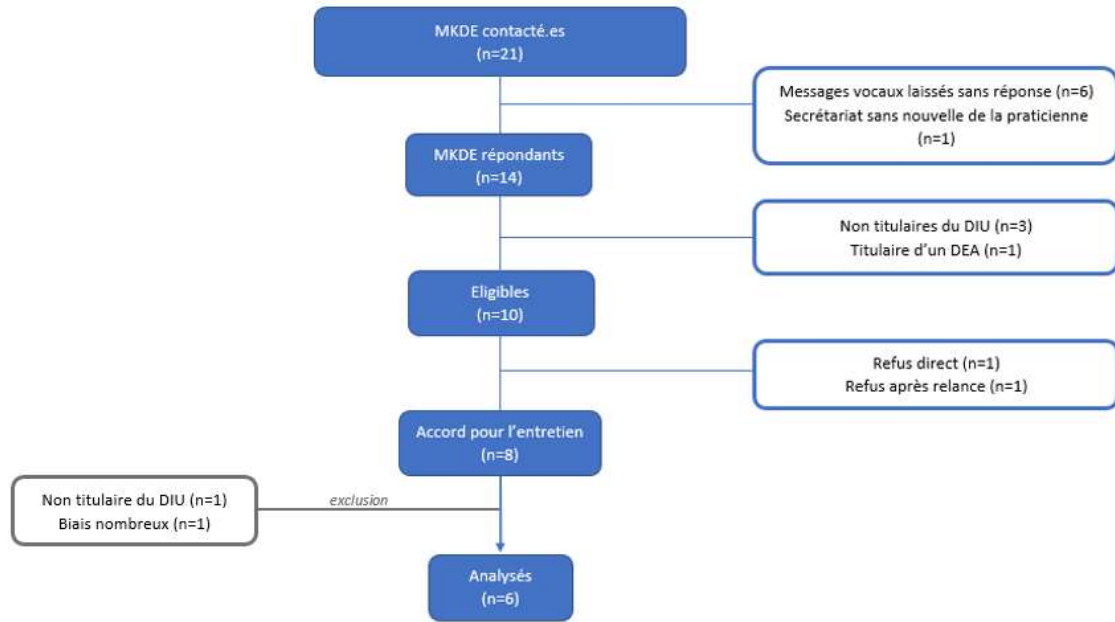 MKDE contacté.es
(n=21)
Messages vocaux laissés sans réponse (n=6)
Secrétariat sans nouvelle de la praticienne
(n=1)
MKDE répondants
(n=14)
Non titulaires du DIU (n=3)
Titulaire d'un DEA (n=1)
Eligibles
(n=10)
Refus direct (n=1)
Refus après relance (n=1)
Accord pour l'entretien
(n=8)
Non titulaire du DIU (n=1)
Biais nombreux (n=1)
exclusion
Analysés
(n=6)